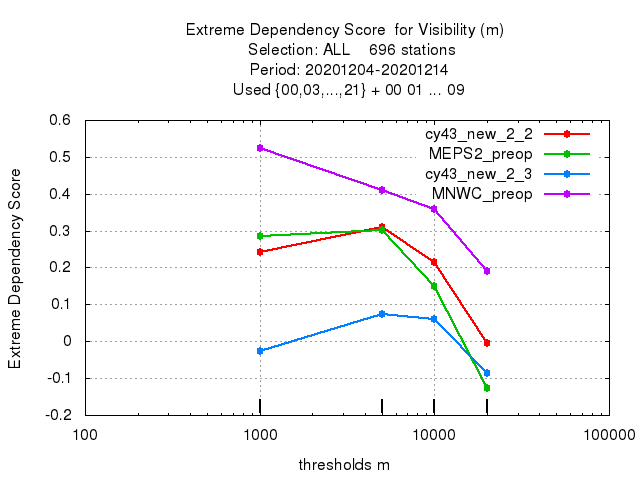 Extreme Dependency Score  for Visibility (m)
Selection: ALL    696 stations
Period: 20201204-20201214
Used {00,03,...,21} + 00 01 ... 09
Extreme Dependency Score
0.6
0.5
0.4
0.3
0.2
0.1
0
-0.1
-0.2
cy43_new_2_2
MEPS2_preop
cy43_new_2_3
MNWC_preop
100
1000
10000
100000
thresholds m